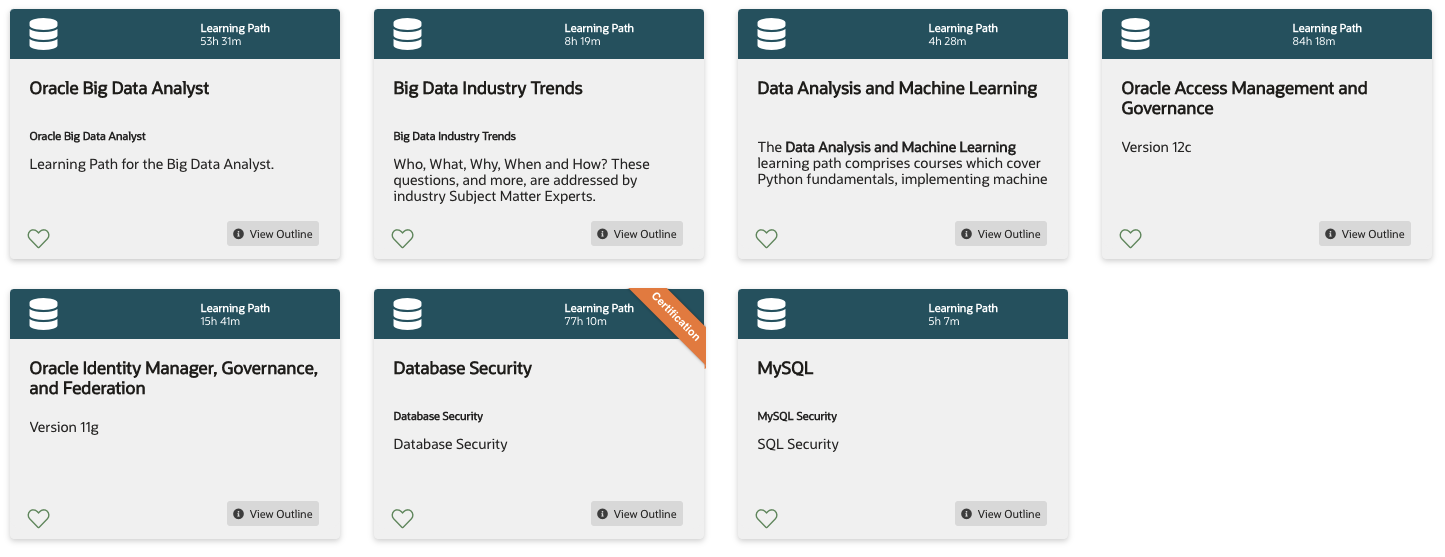 Learning Path
53h 31m
Oracle Big Data Analyst
Oracle Big Data Analyst
Learning Path for the Big Data Analyst.
View Outline
Learning Path
8h 19m
Big Data Industry Trends
Big Data Industry Trends
Who, What, Why, When and How? These
questions, and more, are addressed by
industry Subject Matter Experts.
View Outline
Learning Path
4h 28m
Data Analysis and Machine Learning
The Data Analysis and Machine Learning
learning path comprises courses which cover
Python fundamentals, implementing machine
View Outline
Learning Path
84h 18m
Oracle Access Management and
Governance
Version 12c
View Outline
Learning Path
15h 41m
Oracle Identity Manager, Governance,
and Federation
Version 11g
View Outline
Learning Path
77h 10m
Certification
Database Security
Database Security
Database Security
View Outline
Learning Path
5h 7m
MySQL
MySQL Security
SQL Security
View Outline